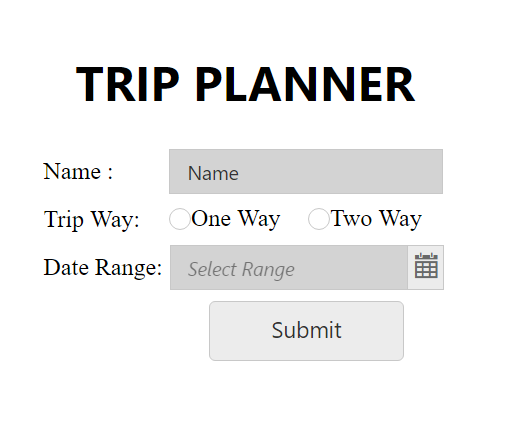 TRIP PLANNER
Name : Name
Trip Way: One Way Two Way
Date Range: Select Range
Submit